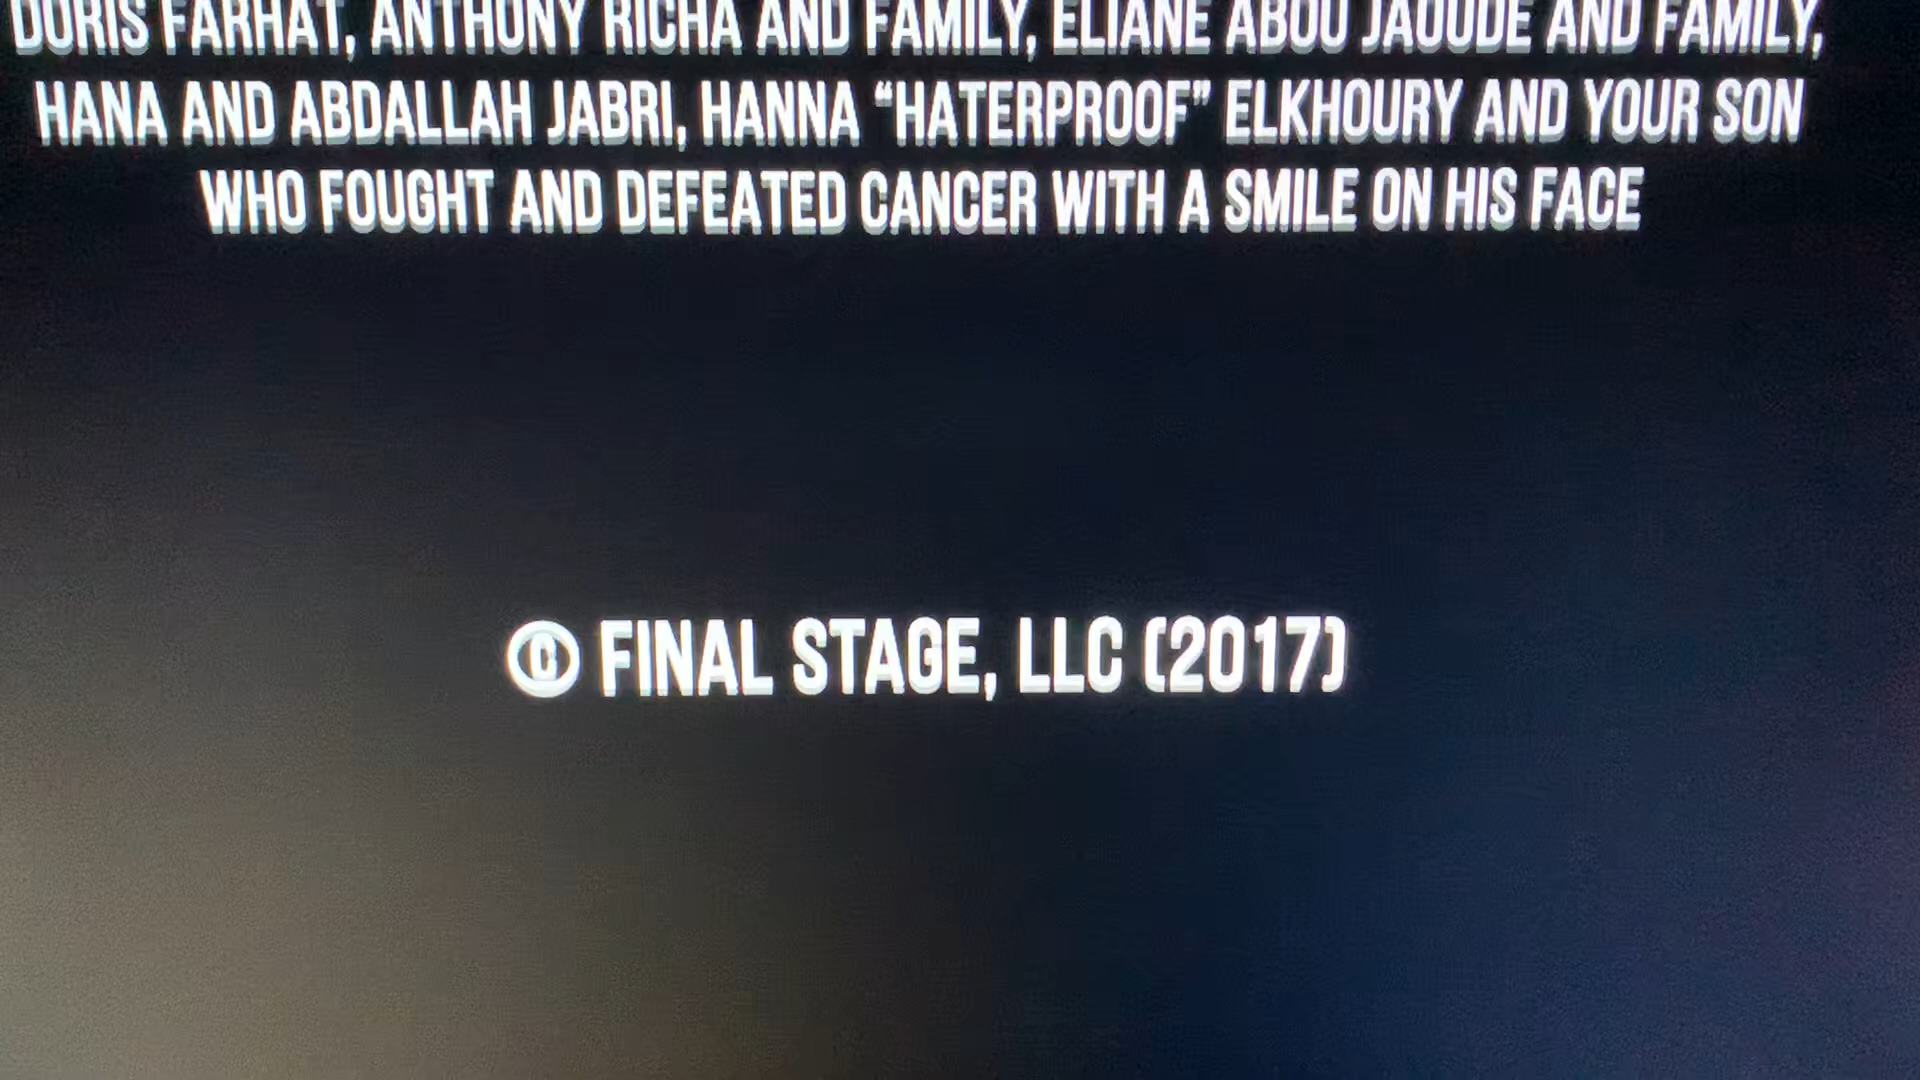 DORIS FARHAT, ANTHONY RICHA AND FAMILY, ELIANE ABOU JAOUDE AND FAMILY,
HANA AND ABDALLAH JABRI, HANNA “HATERPROOF” ELKHOURY AND YOUR SON
WHO FOUGHT AND DEFEATED CANCER WITH A SMILE ON HIS FACE
© FINAL STAGE, LLC (2017)